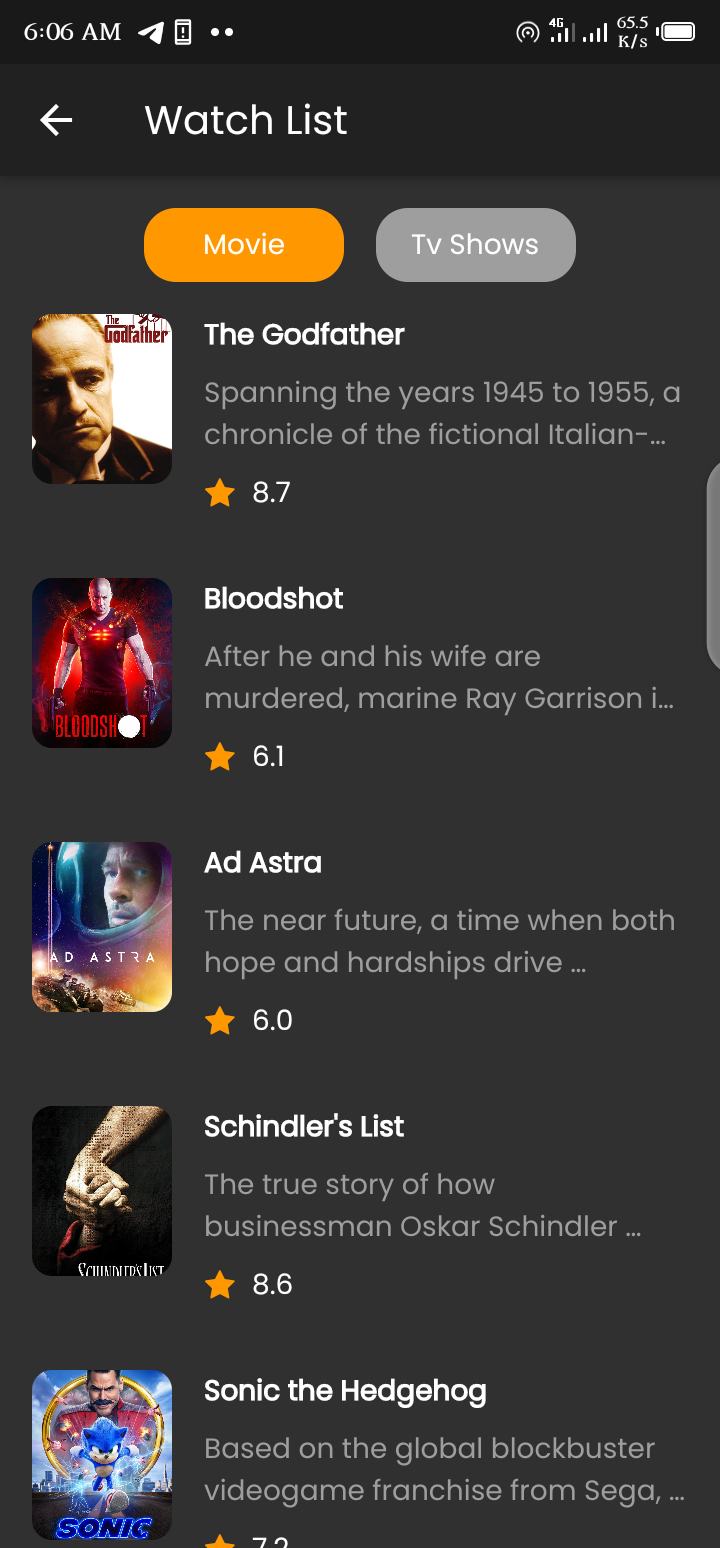 6:06 AM
4G
65.5
K/s
Watch List
Movie
Tv Shows
The
Godfather
The Godfather
Spanning the years 1945 to 1955, a
chronicle of the fictional Italian-...
8.7
BLOODSH T
Bloodshot
After he and his wife are
murdered, marine Ray Garrison i...
6.1
AD ASTRA
Ad Astra
The near future, a time when both
hope and hardships drive ...
6.0
SCHINDLER'S LIST
Schindler's List
The true story of how
businessman Oskar Schindler ...
8.6
SONIC
Sonic the Hedgehog
Based on the global blockbuster
videogame franchise from Sega, ...
7.2